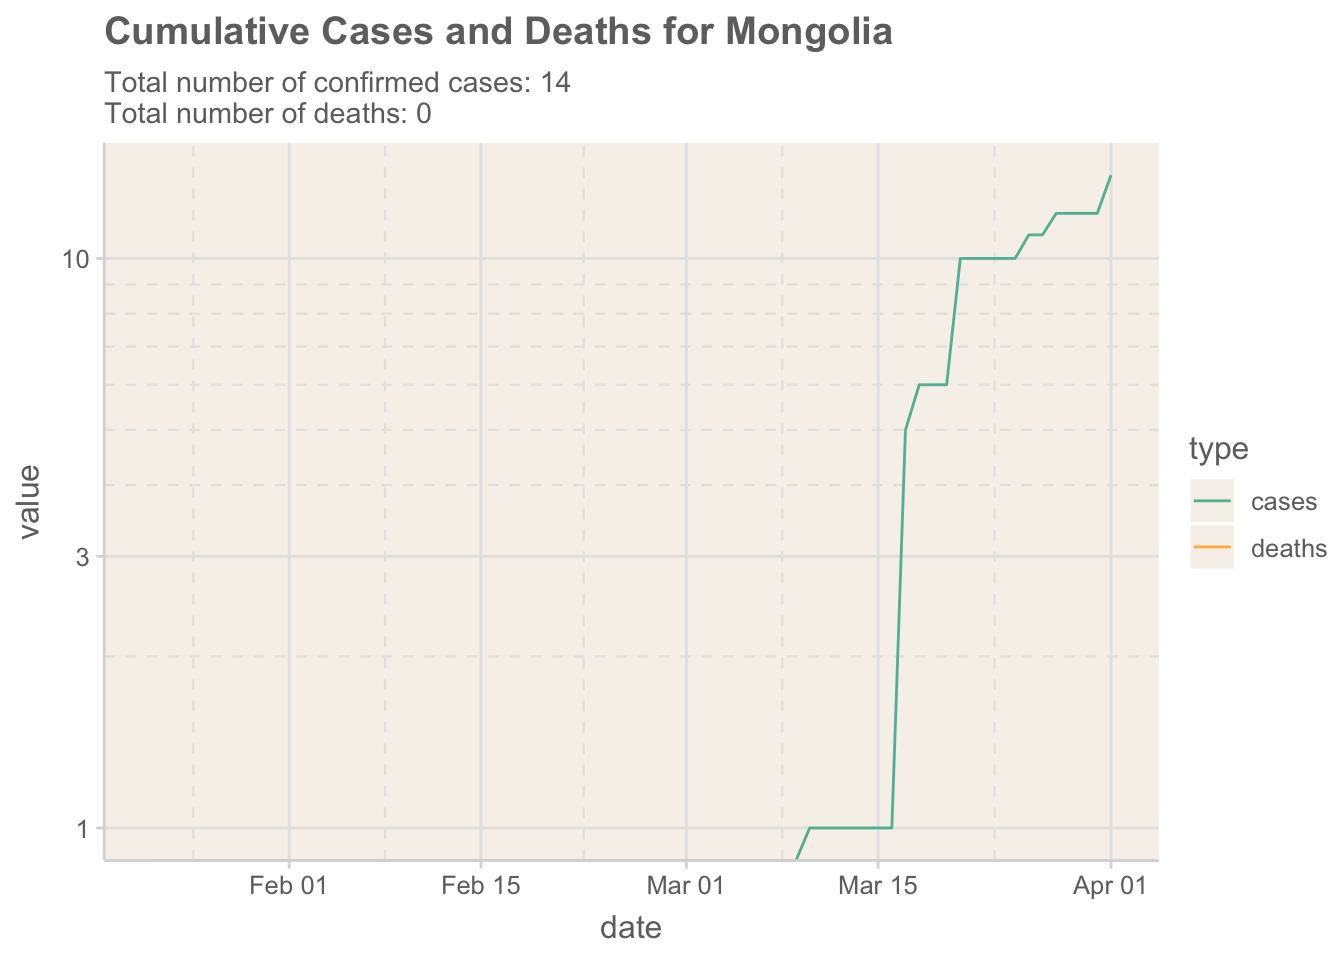 Cumulative Cases and Deaths for Mongolia
Total number of confirmed cases: 14
Total number of deaths: 0
value
10
3
1
Feb 01
Feb 15
Mar 01
Mar 15
Apr 01
date
type
cases
deaths